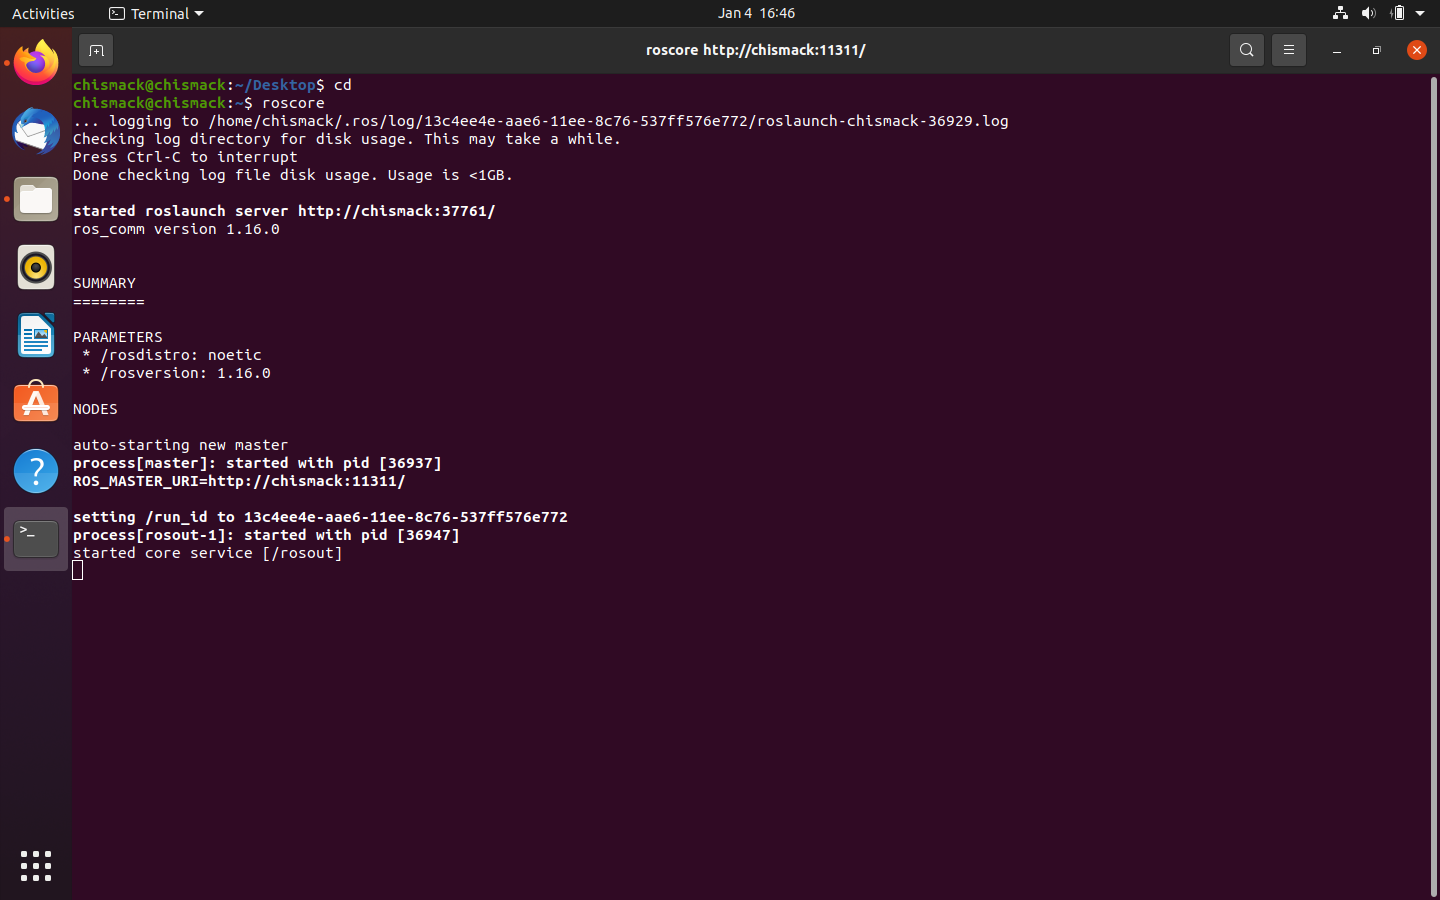 Activities Terminal Jan 4 16:46
roscore http://chismack:11311/
chismack@chismack:~/Desktop$ cd
chismack@chismack:~$ roscore
... logging to /home/chismack/.ros/log/13c4ee4e-aae6-11ee-8c76-537ff576e772/roslaunch-chismack-36929.log
Checking log directory for disk usage. This may take a while.
Press Ctrl-C to interrupt
Done checking log file disk usage. Usage is <1GB.
started roslaunch server http://chismack:37761/
ros_comm version 1.16.0
SUMMARY
========
PARAMETERS
 * /rosdistro: noetic
 * /rosversion: 1.16.0
NODES
auto-starting new master
process[master]: started with pid [36937]
ROS_MASTER_URI=http://chismack:11311/
setting /run_id to 13c4ee4e-aae6-11ee-8c76-537ff576e772
process[rosout-1]: started with pid [36947]
started core service [/rosout]